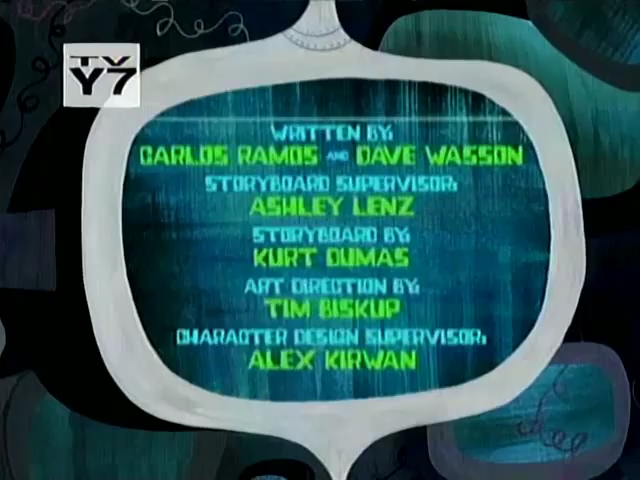 TV
Y7
WRITTEN BY:
CARLOS RAMOS AND DAVE WASSON
STORYBOARD SUPERVISOR:
ASHLEY LENZ
STORYBOARD BY:
KURT DUMAS
ART DIRECTION BY:
TIM BISKUP
CHARACTER DESIGN SUPERVISOR:
ALEX KIRWAN